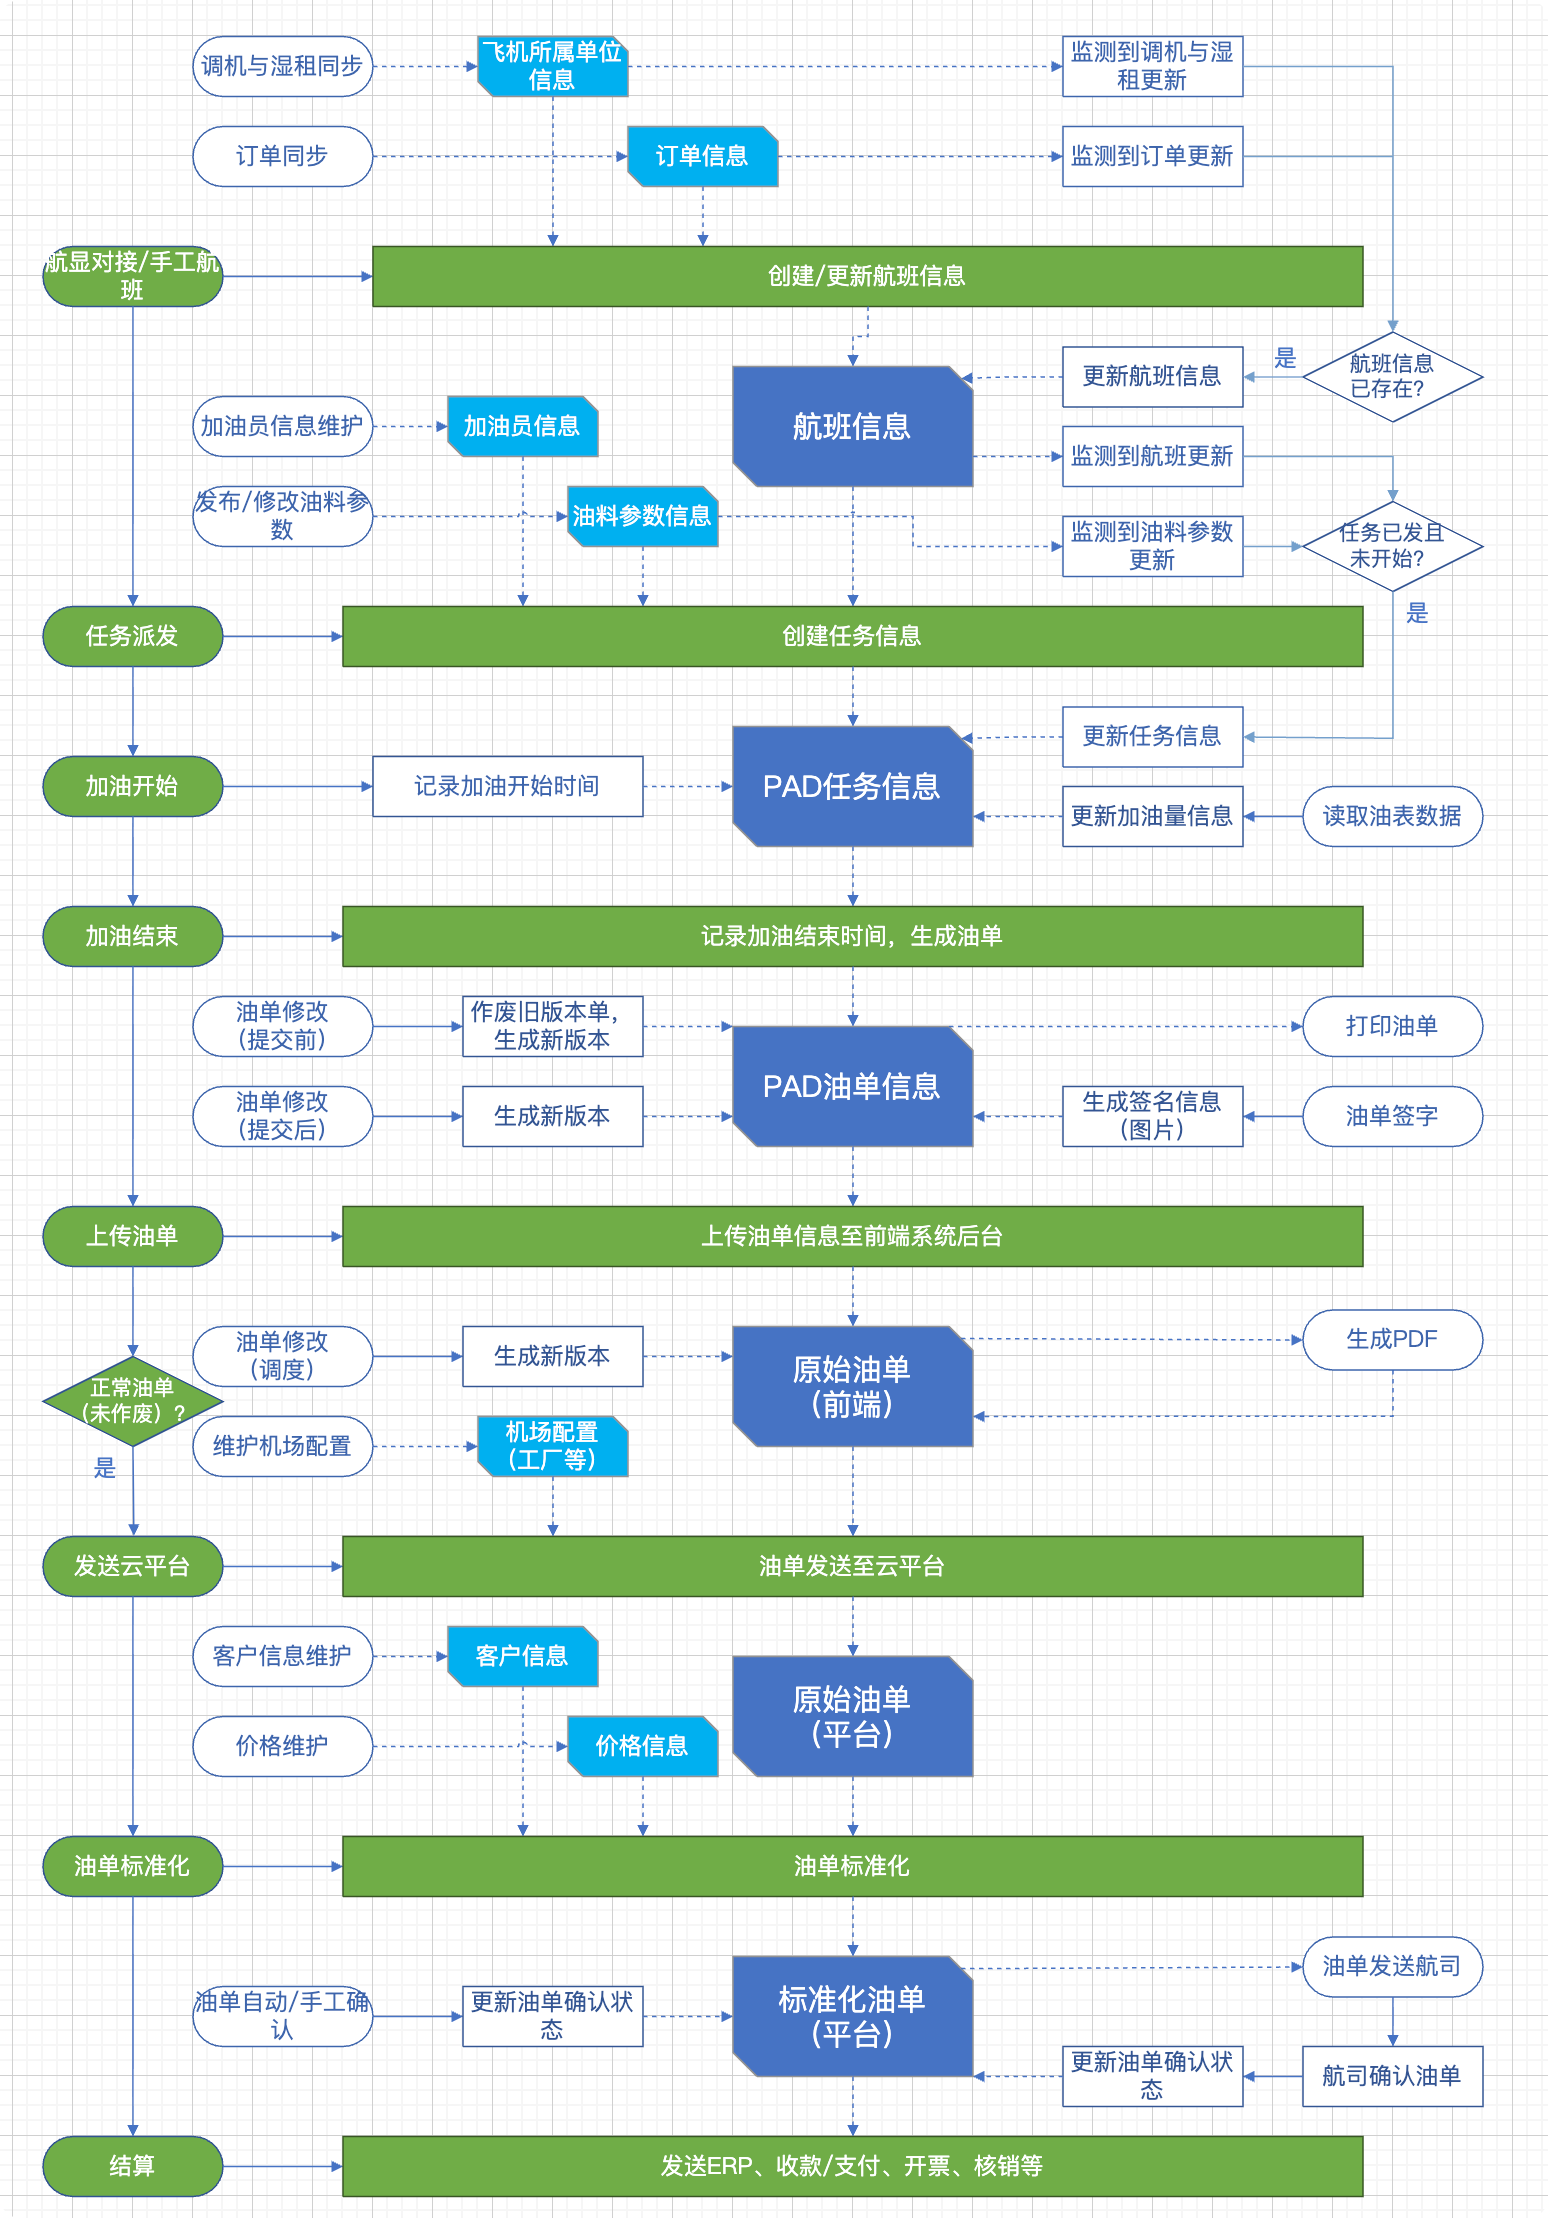 调机与湿租同步
飞机所属单位
信息
监测到调机与湿
租更新
订单同步
订单信息
监测到订单更新
航显对接/手工航
班
创建/更新航班信息
更新航班信息
是
航班信息
已存在?
加油员信息维护
加油员信息
航班信息
监测到航班更新
发布/修改油料参
数
油料参数信息
监测到油料参数
更新
任务已发且
未开始?
是
任务派发
创建任务信息
更新任务信息
加油开始
记录加油开始时间
PAD任务信息
更新加油量信息
读取油表数据
加油结束
记录加油结束时间，生成油单
油单修改
（提交前）
作废旧版本单，
生成新版本
打印油单
PAD油单信息
油单修改
（提交后）
生成新版本
生成签名信息
（图片）
油单签字
上传油单
上传油单信息至前端系统后台
油单修改
（调度）
生成新版本
原始油单
（前端）
生成PDF
正常油单
（未作废）?
维护机场配置
机场配置
（工厂等）
是
发送云平台
油单发送至云平台
客户信息维护
客户信息
原始油单
（平台）
价格维护
价格信息
油单标准化
油单标准化
油单发送航司
油单自动/手工确
认
更新油单确认状
态
标准化油单
（平台）
更新油单确认状
态
航司确认油单
结算
发送ERP、收款/支付、开票、核销等